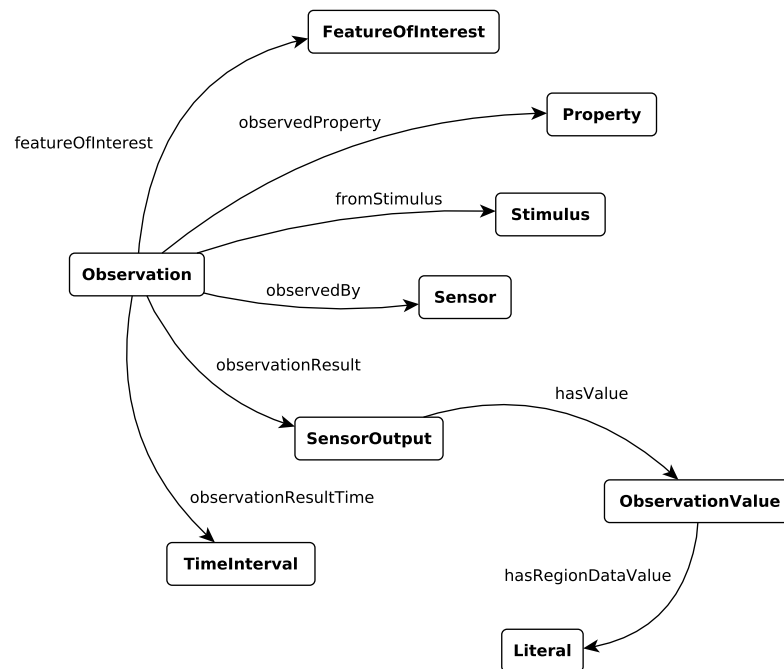 FeatureOfInterest
observedProperty
Property
featureOfInterest
fromStimulus
Stimulus
Observation
observedBy
Sensor
observationResult
hasValue
SensorOutput
observationResultTime
ObservationValue
TimeInterval
hasRegionDataValue
Literal